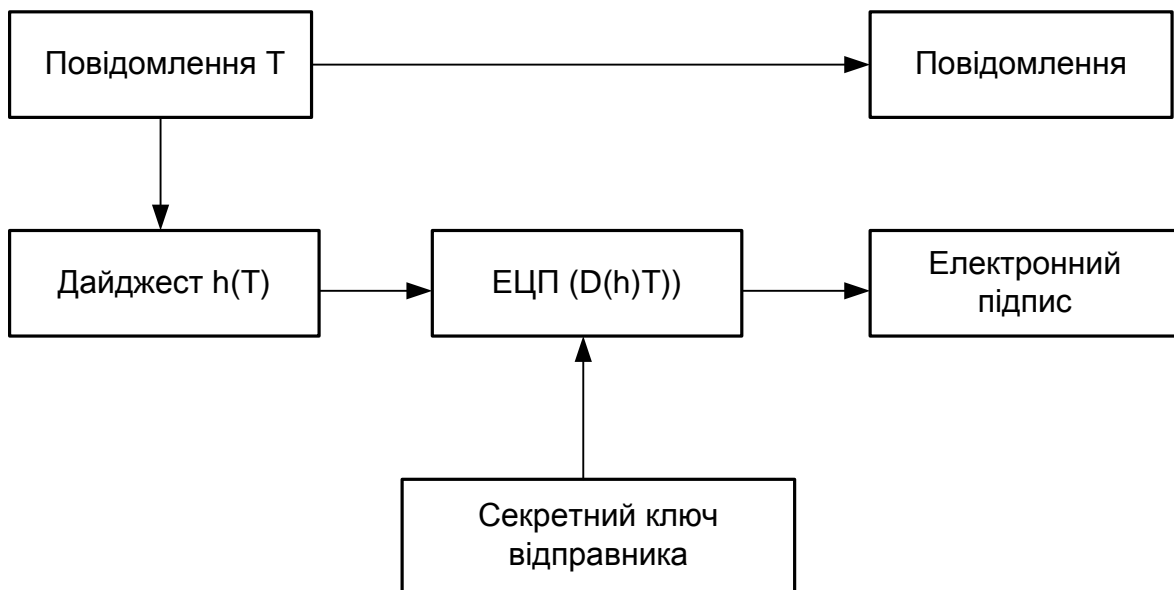 Повідомлення Т
Повідомлення
Дайджест h(T)
ЕЦП (D(h)T))
Електронний
підпис
Секретний ключ
відправника